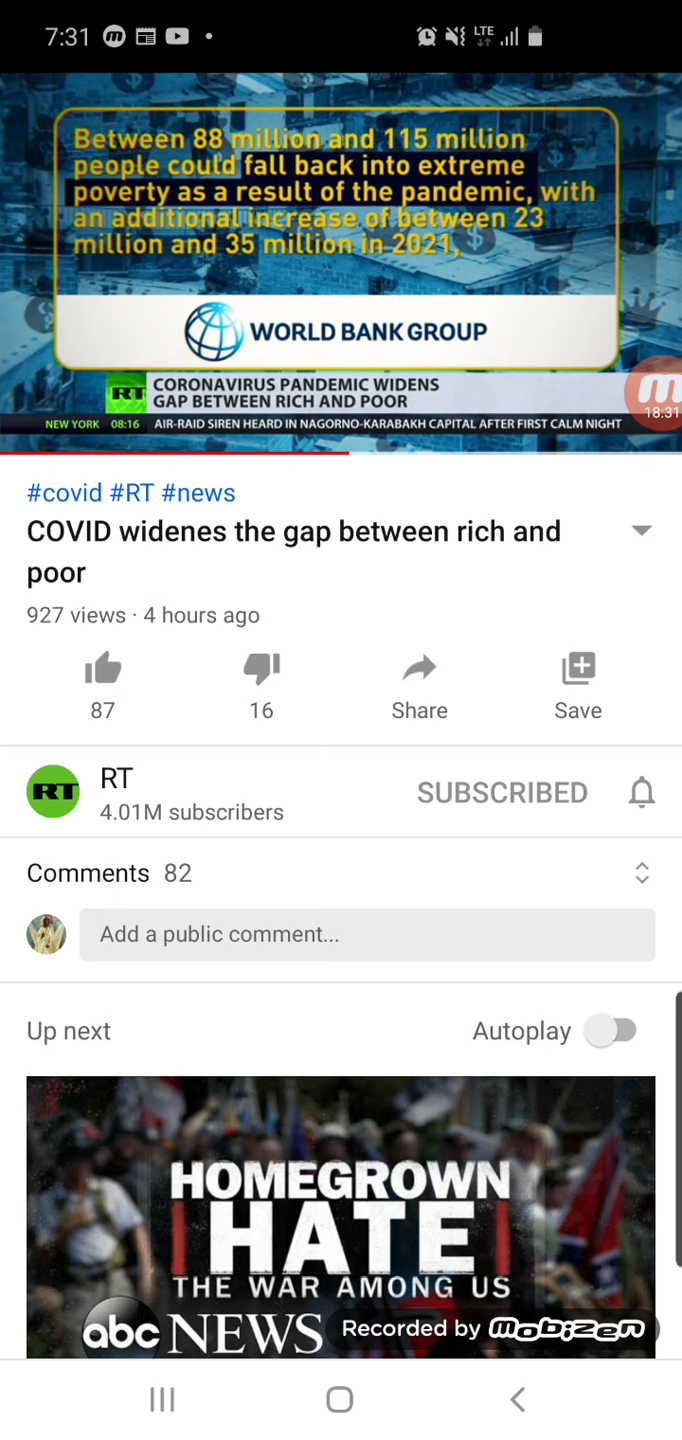 7:31
LTE
Between 88 million and 115 million
people could fall back into extreme
poverty as a result of the pandemic, with
an additional increase of between 23
million and 35 million in 2021,
WORLD BANK GROUP
RT
CORONAVIRUS PANDEMIC WIDENS
GAP BETWEEN RICH AND POOR
18:31
NEW YORK 08:16 AIR-RAID SIREN HEARD IN NAGORNO-KARABAKH CAPITAL AFTER FIRST CALM NIGHT
#covid #RT #news
COVID widenes the gap between rich and
poor
927 views · 4 hours ago
87 16 Share Save
RT
RT
4.01M subscribers
SUBSCRIBED
Comments 82
Add a public comment...
Up next
Autoplay
HOMEGROWN
HATE
THE WAR AMONG US
abc NEWS
Recorded by mobizen